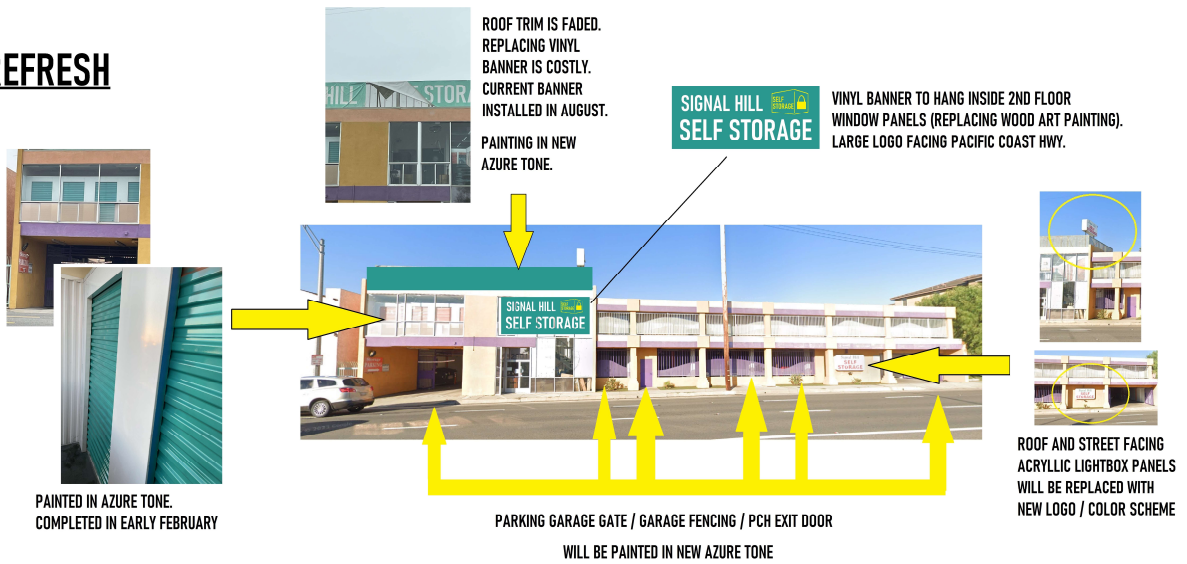 EFRESH
ROOF TRIM IS FADED.
REPLACING VINYL
BANNER IS COSTLY.
CURRENT BANNER
INSTALLED IN AUGUST.
PAINTING IN NEW
AZURE TONE.
HILL
STORA
SIGNAL HILL
SELF
STORAGE
SELF STORAGE
VINYL BANNER TO HANG INSIDE 2ND FLOOR
WINDOW PANELS (REPLACING WOOD ART PAINTING).
LARGE LOGO FACING PACIFIC COAST HWY.
SIGNAL HILL
SELF STORAGE
SELF
STORAGE
PAINTED IN AZURE TONE.
COMPLETED IN EARLY FEBRUARY
PARKING GARAGE GATE / GARAGE FENCING / PCH EXIT DOOR
WILL BE PAINTED IN NEW AZURE TONE
ROOF AND STREET FACING
ACRYLLIC LIGHTBOX PANELS
WILL BE REPLACED WITH
NEW LOGO / COLOR SCHEME